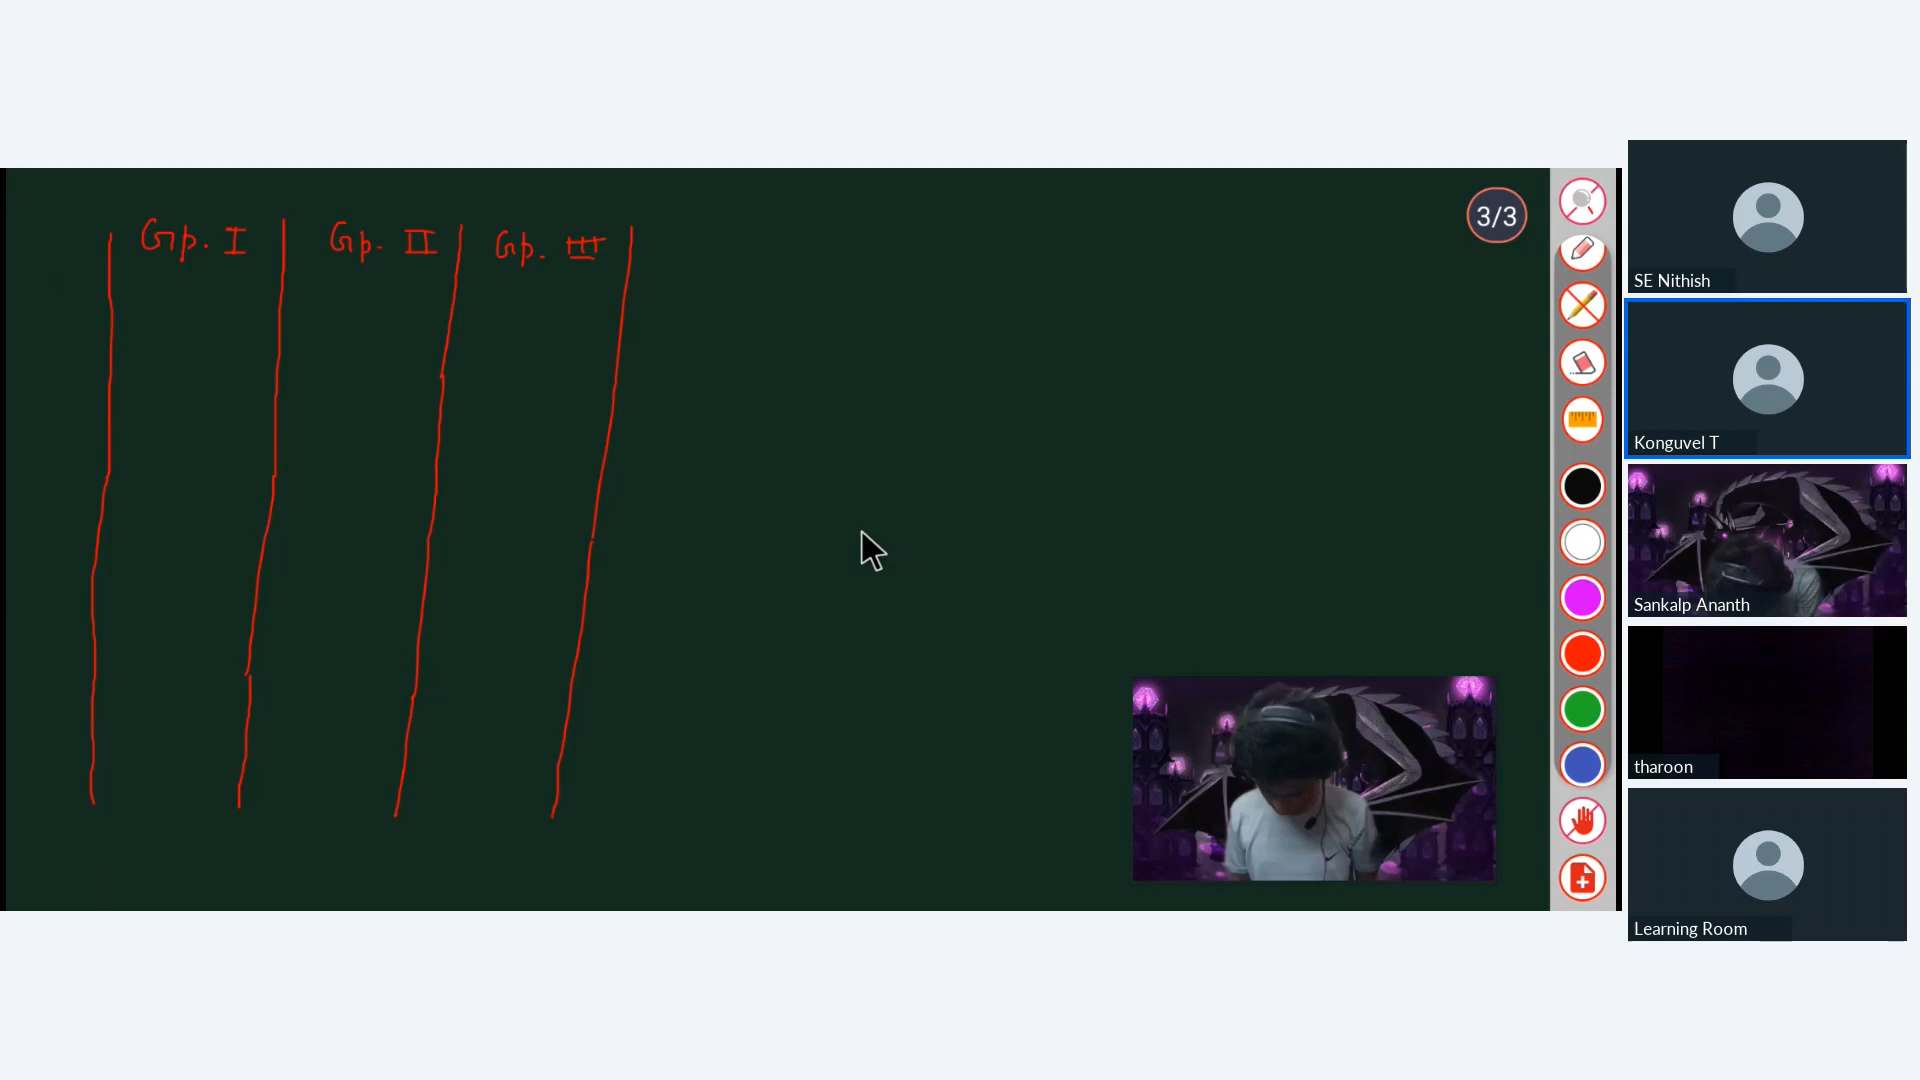 Gp. I Gp. II Gp. III
3/3
SE Nithish
Konguvel T
Sankalp Ananth
tharoon
Learning Room